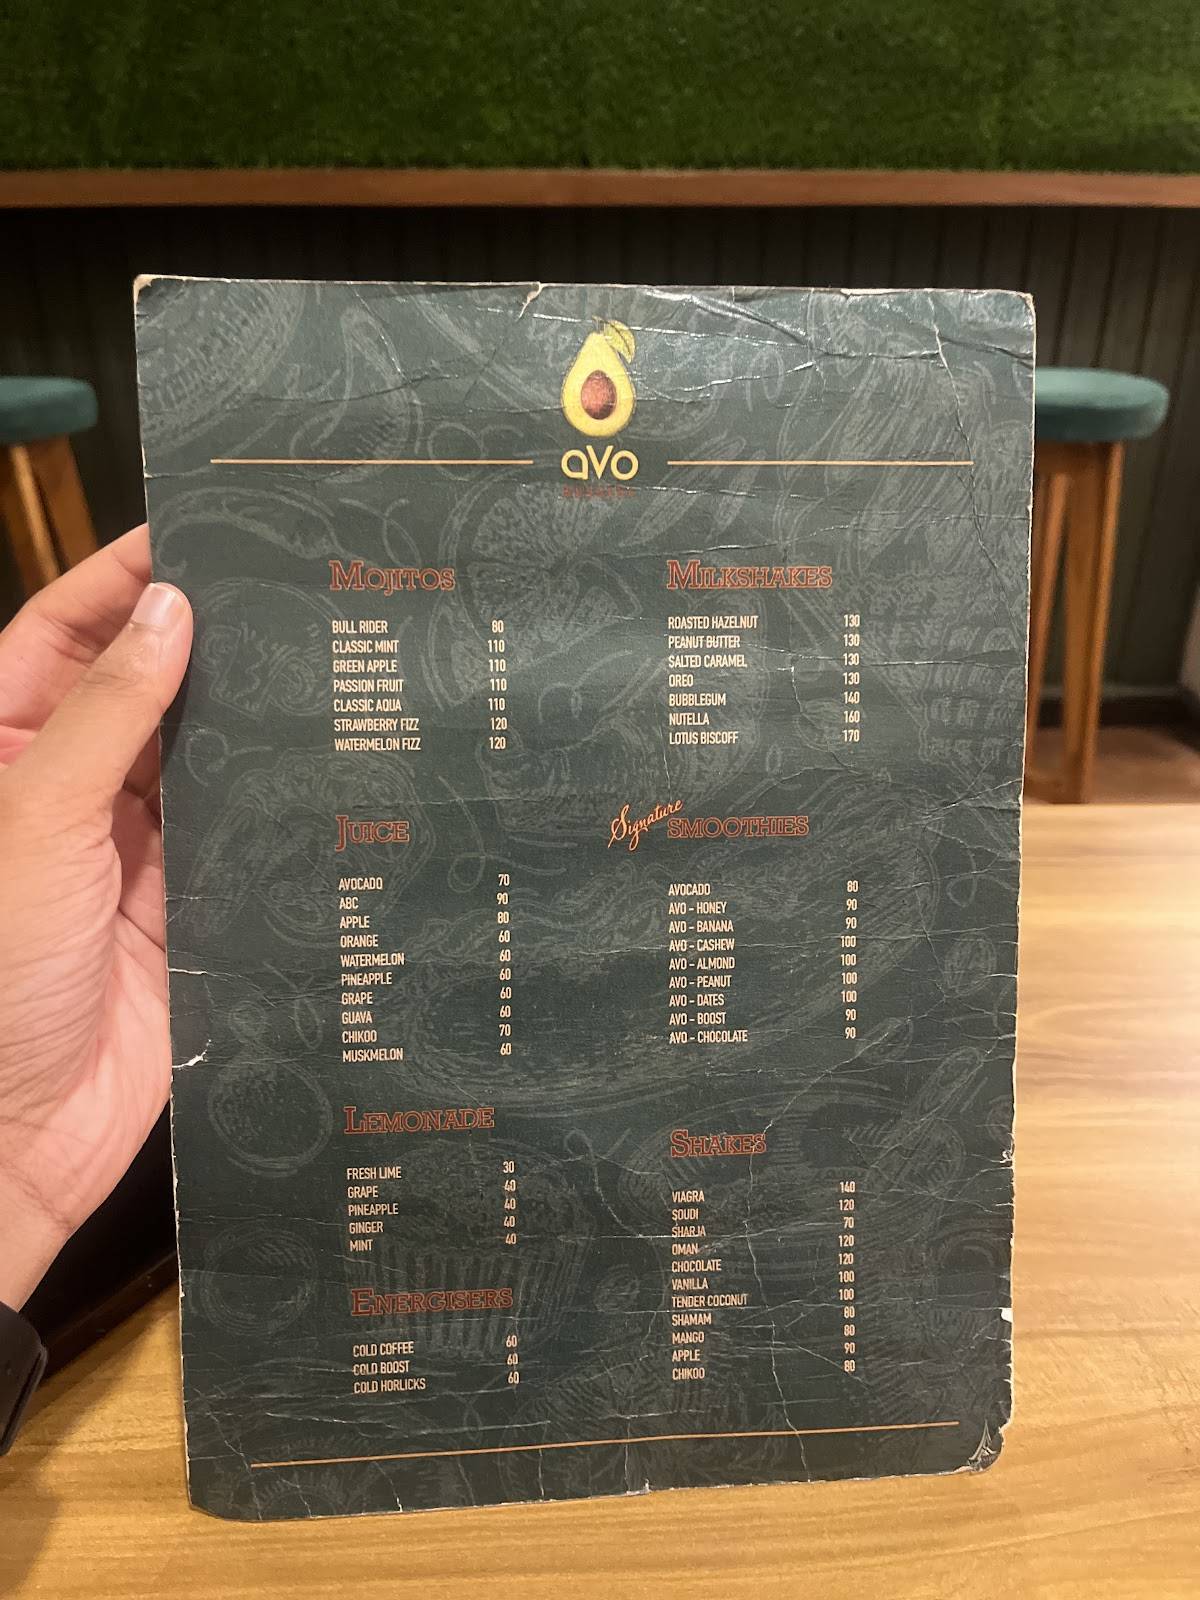 avo
MOJITOS
BULL RIDER 80
CLASSIC MINT 110
GREEN APPLE 110
PASSION FRUIT 110
CLASSIC AQUA 110
STRAWBERRY FIZZ 120
WATERMELON FIZZ 120
JUICE
AVOCADO 70
ABC 90
APPLE 80
ORANGE 60
WATERMELON 60
PINEAPPLE 60
GRAPE 60
GUAVA 60
CHIKOO 70
MUSKMELON 60
LEMONADE
FRESH LIME 30
GRAPE 40
PINEAPPLE 40
GINGER 40
MINT 40
ENERGISERS
COLD COFFEE 60
COLD BOOST 60
COLD HORLICKS 60
MILKSHAKES
ROASTED HAZELNUT 130
PEANUT BUTTER 130
SALTED CARAMEL 130
OREO 130
BUBBLEGUM 140
NUTELLA 160
LOTUS BISCOFF 170
Signature SMOOTHIES
AVOCADO 80
AVO - HONEY 90
AVO - BANANA 90
AVO - CASHEW 100
AVO - ALMOND 100
AVO - PEANUT 100
AVO - DATES 100
AVO - BOOST 90
AVO - CHOCOLATE 90
SHAKES
VIAGRA 140
SOUDI 120
SHARJA 70
OMAN 120
CHOCOLATE 120
VANILLA 100
TENDER COCONUT 100
SHAMAM 80
MANGO 80
APPLE 90
CHIKOO 80